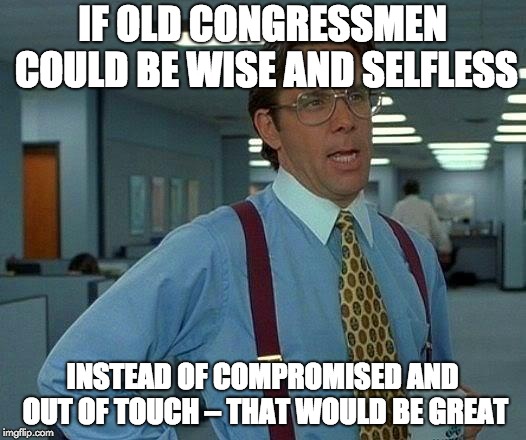 IF OLD CONGRESSMEN
COULD BE WISE AND SELFLESS
INSTEAD OF COMPROMISED AND
OUT OF TOUCH – THAT WOULD BE GREAT
imgflip.com